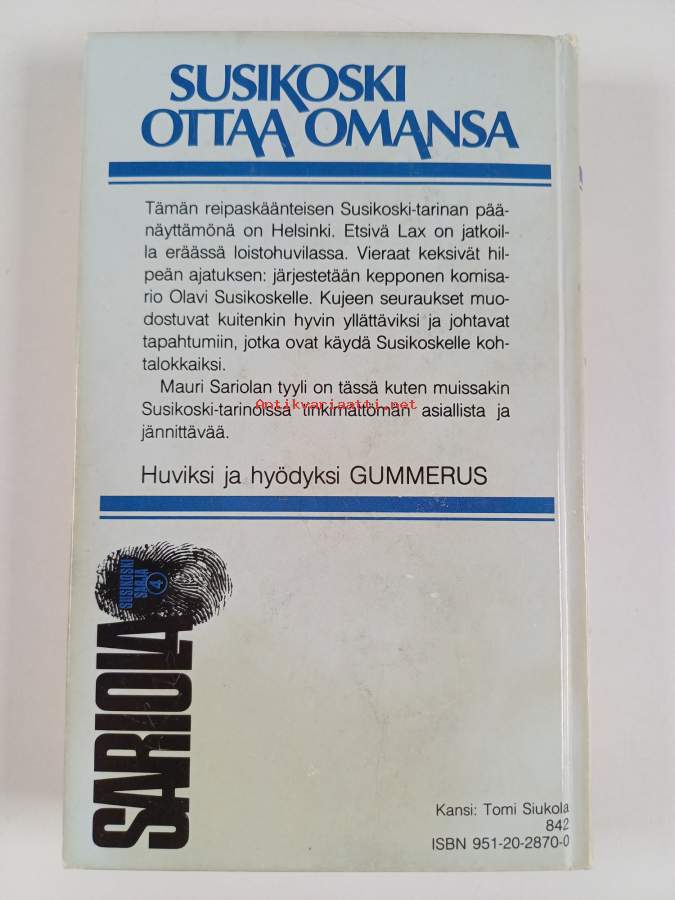 SUSIKOSKI
OTTAA OMANSA
Tämän reipaskäänteisen Susikoski-tarinan pää-
näyttämönä on Helsinki. Etsivä Lax on jatkoil-
la eräässä loistohuvilassa. Vieraat keksivät hil-
peän ajatuksen: järjestetään kepponen komisa-
rio Olavi Susikoskelle. Kujeen seuraukset muo-
dostuvat kuitenkin hyvin yllättäviksi ja johtavat
tapahtumiin, jotka ovat käydä Susikoskelle koh-
talokkaiksi.
Mauri Sariolan tyyli on tässä kuten muissakin
Antikvariaatti.net
Susikoski-tarinoissa tinkimättömän asiallista ja
jännittävää.
Huviksi ja hyödyksi GUMMERUS
SUSIKOSKI
SARJA
4
SARIOLA
Kansi: Tomi Siukola
842
ISBN 951-20-2870-0